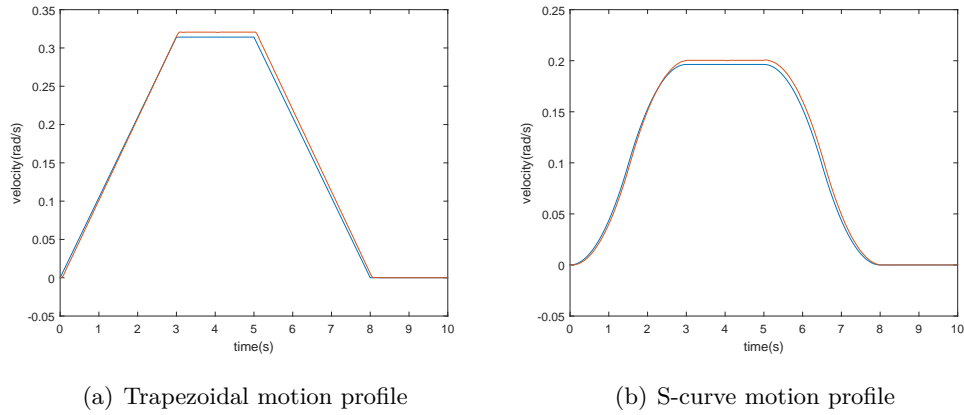 0.35
0.3
0.25
0.2
0.15
0.1
0.05
0
-0.05
velocity(rad/s)
0 1 2 3 4 5 6 7 8 9 10
time(s)
(a) Trapezoidal motion profile
0.25
0.2
0.15
0.1
0.05
0
-0.05
velocity(rad/s)
0 1 2 3 4 5 6 7 8 9 10
time(s)
(b) S-curve motion profile